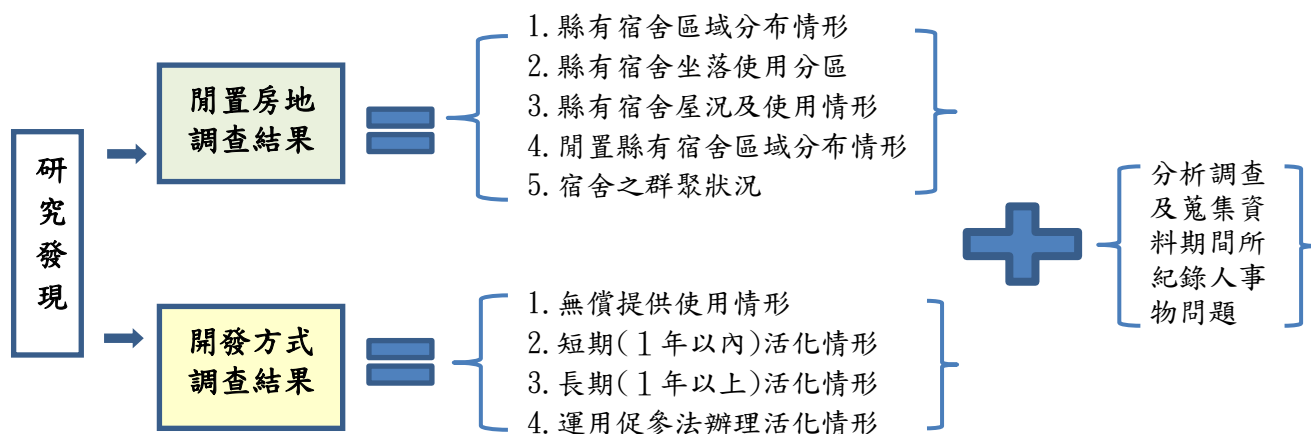 研
究
發
現
閒置房地
調查結果
1.縣有宿舍區域分布情形
2.縣有宿舍坐落使用分區
3.縣有宿舍屋況及使用情形
4.閒置縣有宿舍區域分布情形
5.宿舍之群聚狀況
開發方式
調查結果
1.無償提供使用情形
2.短期(１年以內)活化情形
3.長期(１年以上)活化情形
4.運用促參法辦理活化情形
分析調查
及蒐集資
料期間所
紀錄人事
物問題